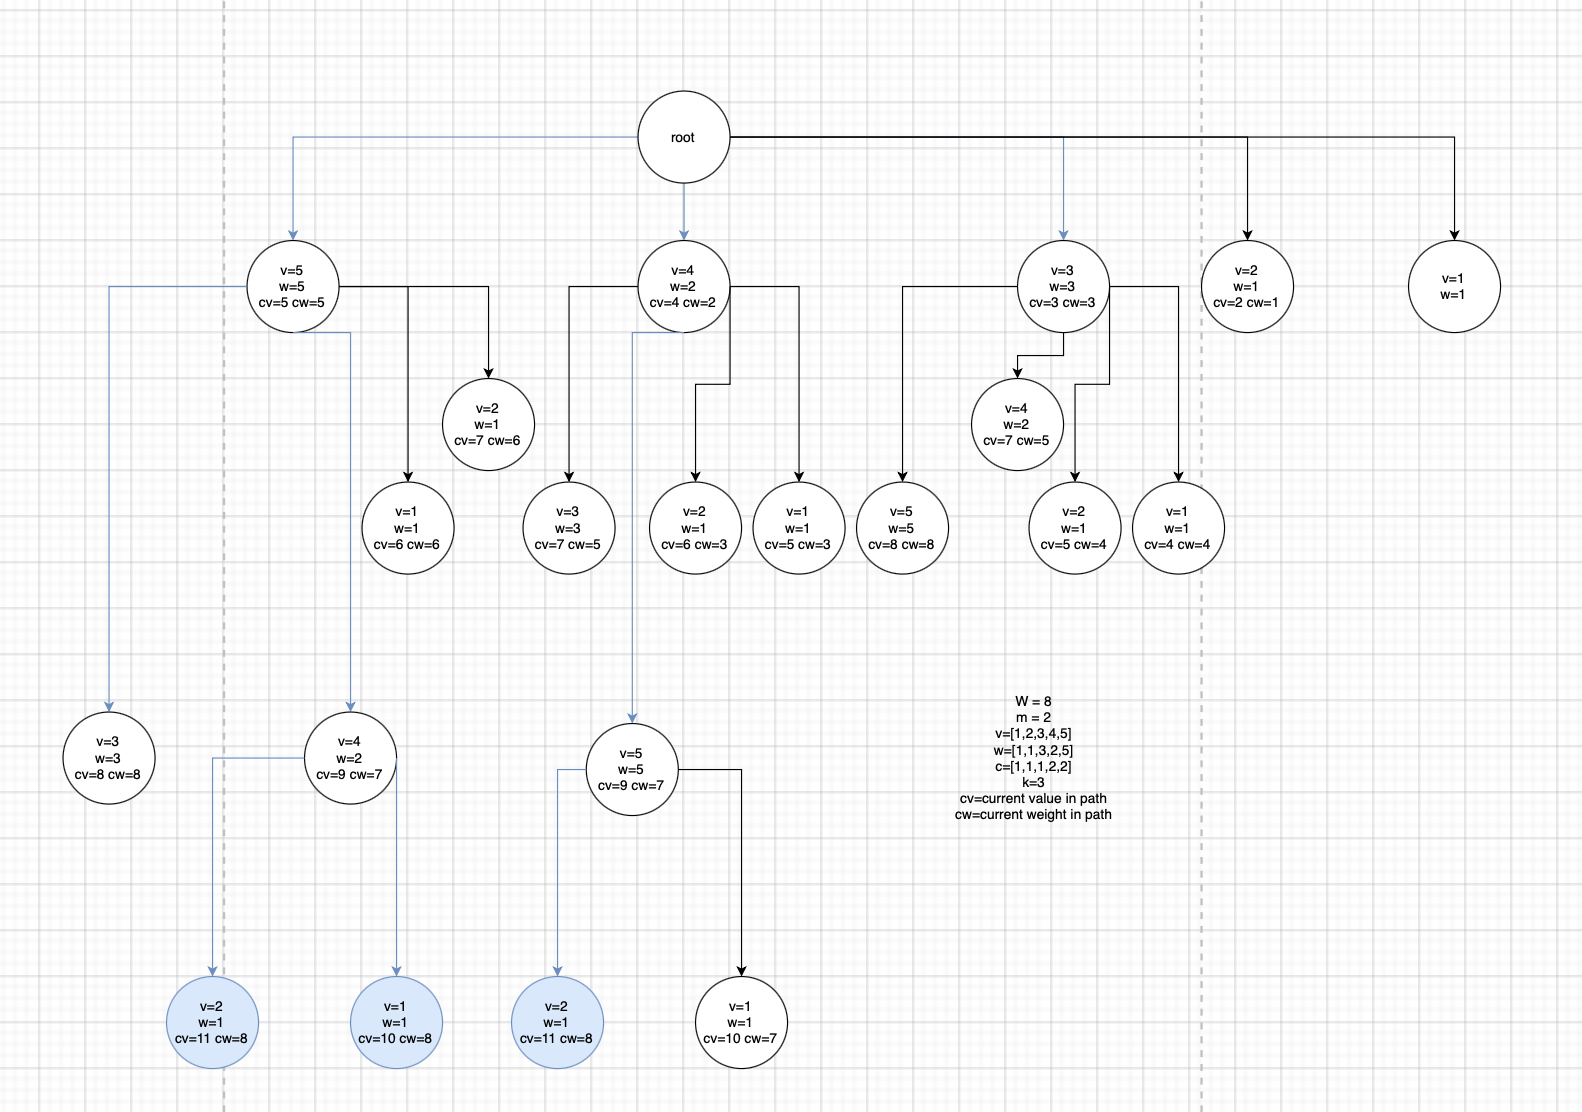 root
v=5
w=5
cv=5 cw=5
v=4
w=2
cv=4 cw=2
v=3
w=3
cv=3 cw=3
v=2
w=1
cv=2 cw=1
v=1
w=1
v=2
w=1
cv=7 cw=6
v=4
w=2
cv=7 cw=5
v=1
w=1
cv=6 cw=6
v=3
w=3
cv=7 cw=5
v=2
w=1
cv=6 cw=3
v=1
w=1
cv=5 cw=3
v=5
w=5
cv=8 cw=8
v=2
w=1
cv=5 cw=4
v=1
w=1
cv=4 cw=4
v=3
w=3
cv=8 cw=8
v=4
w=2
cv=9 cw=7
v=5
w=5
cv=9 cw=7
W = 8
m = 2
v=[1,2,3,4,5]
w=[1,1,3,2,5]
c=[1,1,1,2,2]
k=3
cv=current value in path
cw=current weight in path
v=2
w=1
cv=11 cw=8
v=1
w=1
cv=10 cw=8
v=2
w=1
cv=11 cw=8
v=1
w=1
cv=10 cw=7